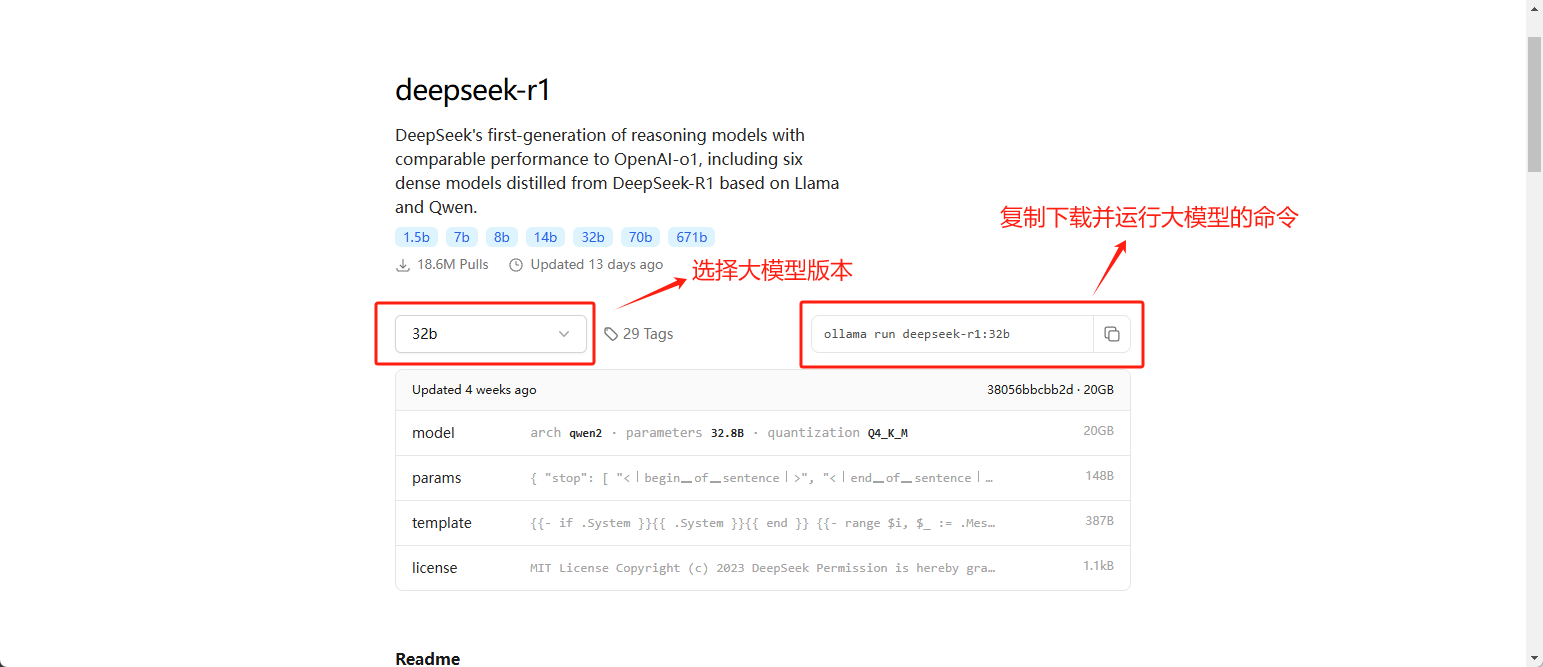 deepseek-r1
DeepSeek's first-generation of reasoning models with
comparable performance to OpenAI-o1, including six
dense models distilled from DeepSeek-R1 based on Llama
and Qwen.
复制下载并运行大模型的命令
1.5b 7b 8b 14b 32b 70b 671b
18.6M Pulls Updated 13 days ago
选择大模型版本
32b 29 Tags ollama run deepseek-r1:32b
Updated 4 weeks ago 38056bbcbb2d · 20GB
model arch qwen2 · parameters 32.8B · quantization Q4_K_M 20GB
params { "stop": [ "<|begin▁of▁sentence|>", "<|end▁of▁sentence|… 148B
template {{- if .System }}{{ .System }}{{ end }} {{- range $i, $_ := .Mes… 387B
license MIT License Copyright (c) 2023 DeepSeek Permission is hereby gra… 1.1kB
Readme